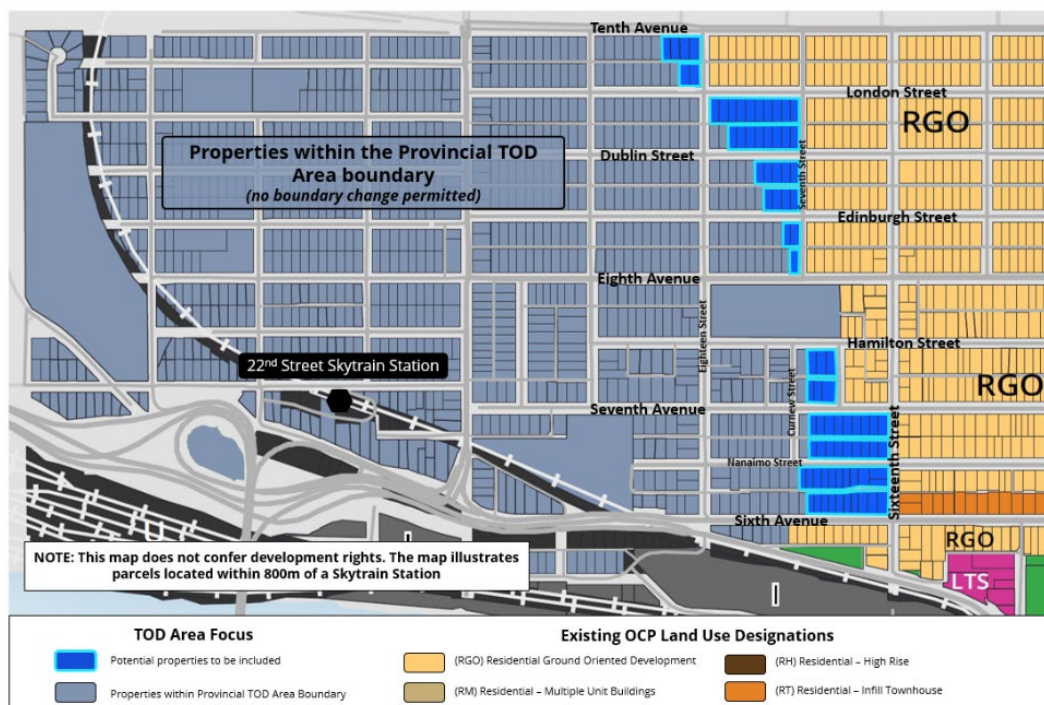 Tenth Avenue
London Street
RGO
Properties within the Provincial TOD
Area boundary
(no boundary change permitted)
Dublin Street
Seventh Street
Edinburgh Street
Eighth Avenue
Eighteen Street
Hamilton Street
22nd Street Skytrain Station
RGO
Seventh Avenue
Curnew Street
Nanaimo Street
Sixteenth Street
Sixth Avenue
U
I
RGO
NOTE: This map does not confer development rights. The map illustrates
parcels located within 800m of a Skytrain Station
I
LTS
TOD Area Focus
Existing OCP Land Use Designations
Potential properties to be included
(RGO) Residential Ground Oriented Development
(RH) Residential – High Rise
Properties within Provincial TOD Area Boundary
(RM) Residential – Multiple Unit Buildings
(RT) Residential – Infill Townhouse